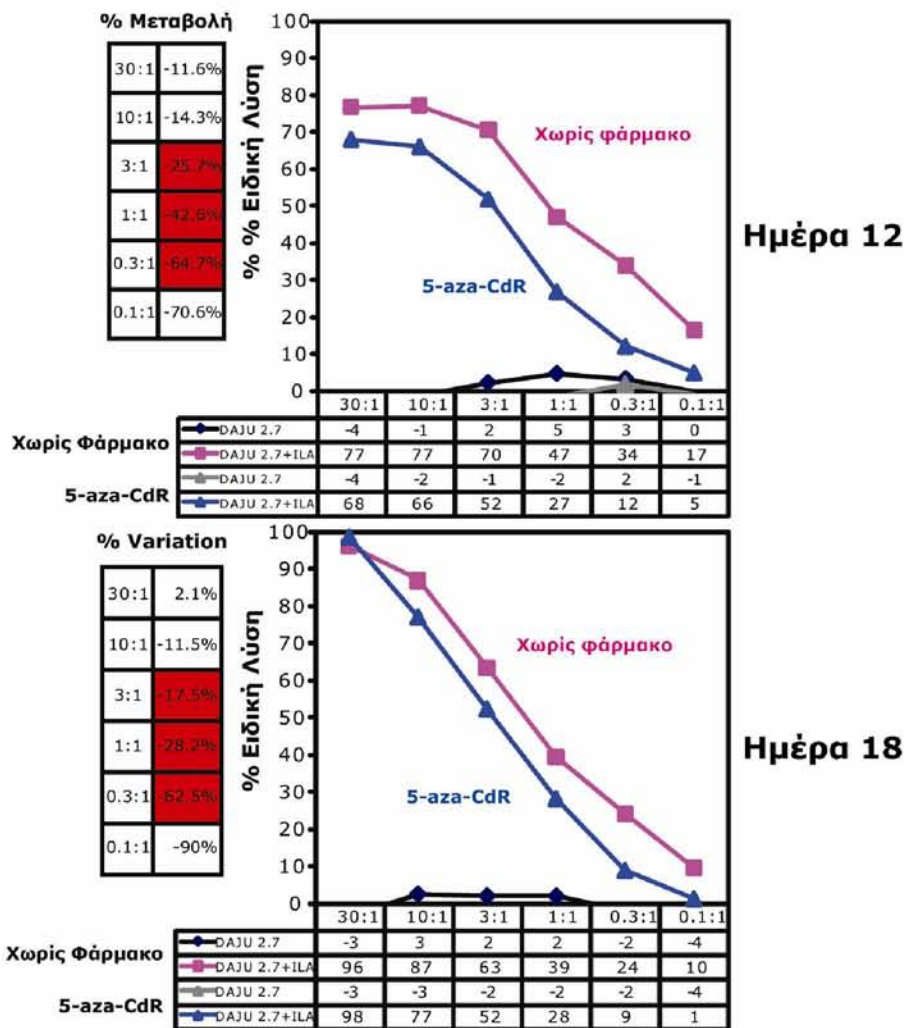 % Μεταβολή
30:1 -11.6%
10:1 -14.3%
3:1 -25.7%
1:1 -42.6%
0.3:1 -64.7%
0.1:1 -70.6%
% % Ειδική Λύση
100
90
80
70
60
50
40
30
20
10
0
Χωρίς φάρμακο
5-aza-CdR
Ημέρα 12
30:1 10:1 3:1 1:1 0.3:1 0.1:1
Χωρίς Φάρμακο
DAJU 2.7 -4 -1 2 5 3 0
DAJU 2.7+ILA 77 77 70 47 34 17
5-aza-CdR
DAJU 2.7 -4 -2 -1 -2 2 -1
DAJU 2.7+ILA 68 66 52 27 12 5
% Variation
30:1 2.1%
10:1 -11.5%
3:1 -17.5%
1:1 -28.2%
0.3:1 -62.5%
0.1:1 -90%
% Ειδική Λύση
100
90
80
70
60
50
40
30
20
10
0
Χωρίς φάρμακο
5-aza-CdR
Ημέρα 18
30:1 10:1 3:1 1:1 0.3:1 0.1:1
Χωρίς Φάρμακο
DAJU 2.7 -3 3 2 2 -2 -4
DAJU 2.7+ILA 96 87 63 39 24 10
5-aza-CdR
DAJU 2.7 -3 -3 -2 -2 -2 -4
DAJU 2.7+ILA 98 77 52 28 9 1